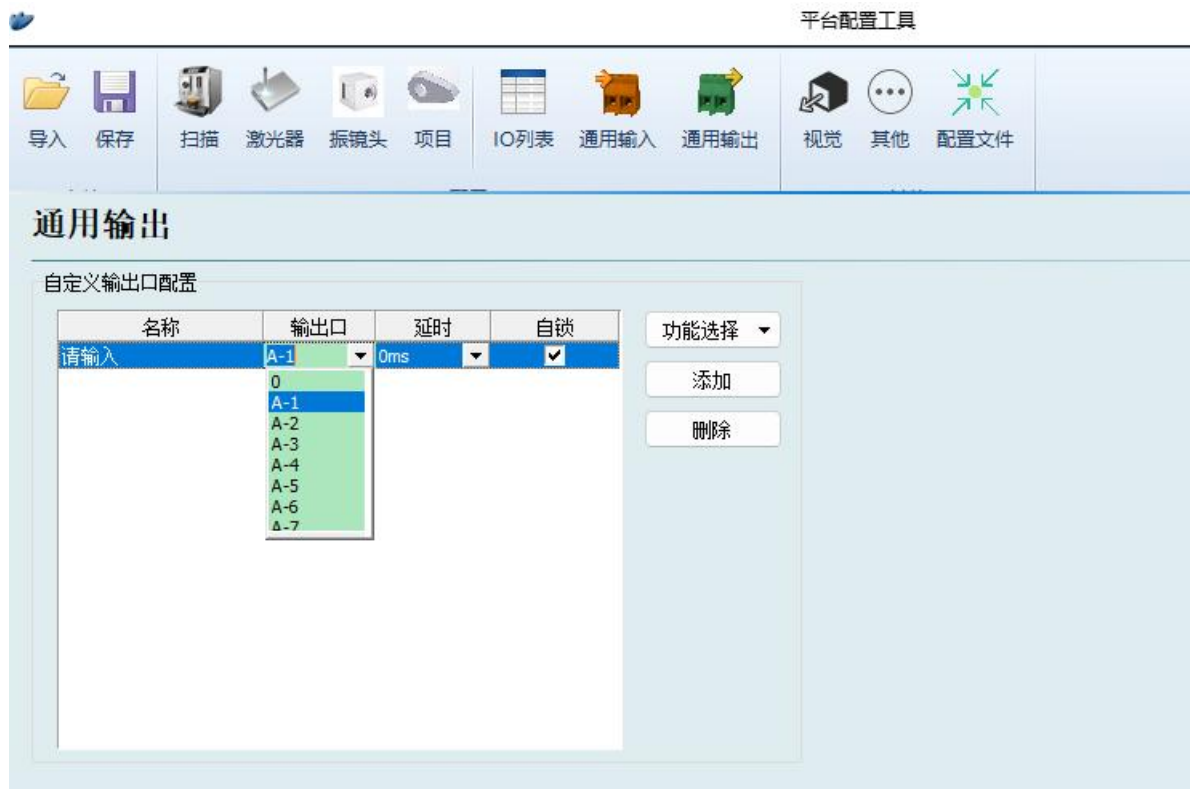 平台配置工具
导入 保存 扫描 激光器 振镜头 项目 IO列表 通用输入 通用输出 视觉 其他 配置文件
通用输出
自定义输出口配置
名称 输出口 延时 自锁 功能选择
请输入 A-1 0ms
0
A-1
A-2
A-3
A-4
A-5
A-6
A-7
添加
删除